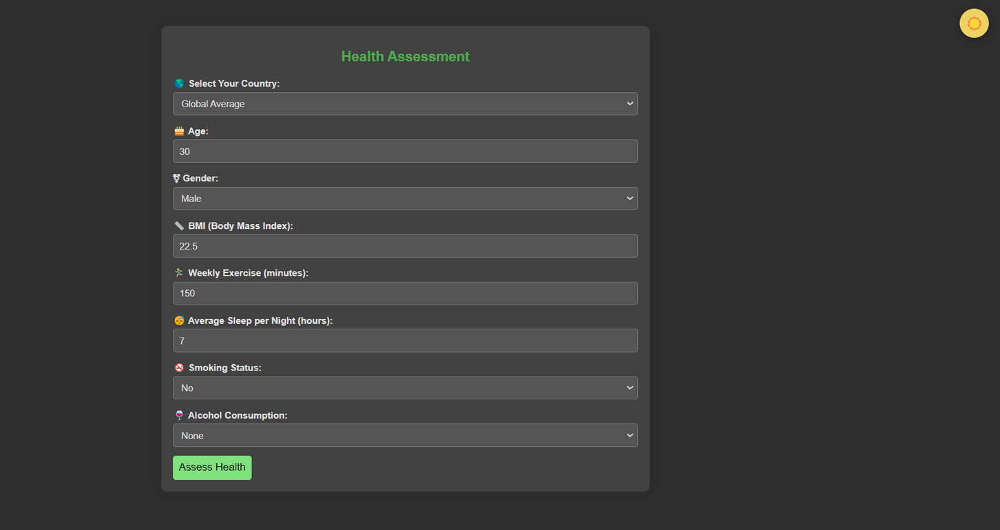 Health Assessment
Select Your Country:
Global Average
Age:
30
Gender:
Male
BMI (Body Mass Index):
22.5
Weekly Exercise (minutes):
150
Average Sleep per Night (hours):
7
Smoking Status:
No
Alcohol Consumption:
None
Assess Health